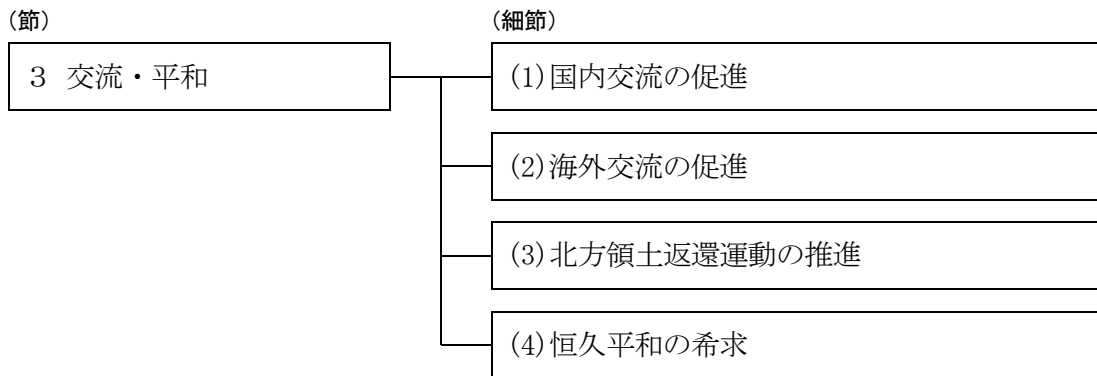 (節) (細節)
３ 交流・平和
(1)国内交流の促進
(2)海外交流の促進
(3)北方領土返還運動の推進
(4)恒久平和の希求